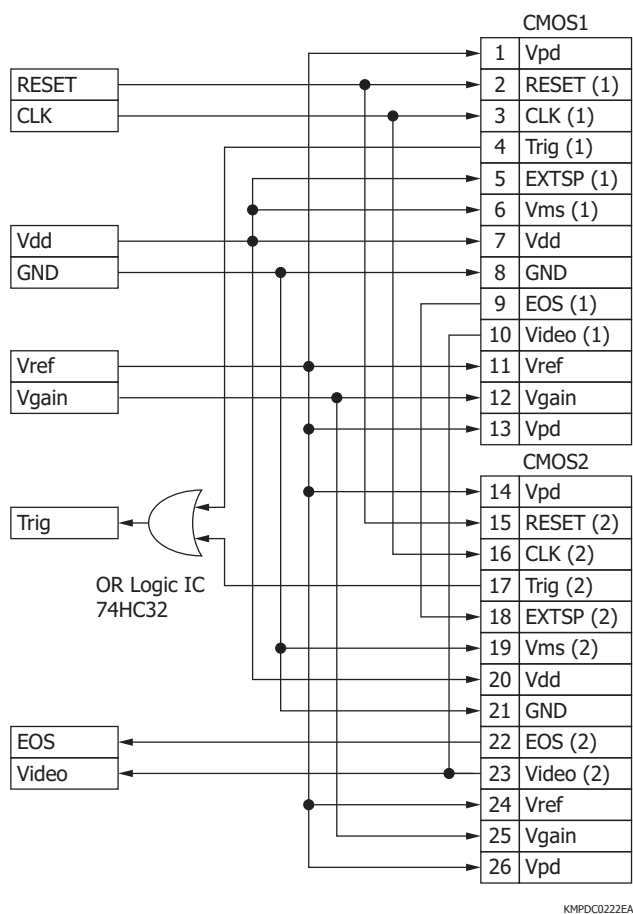 CMOS1
1 Vpd
RESET 2 RESET (1)
CLK 3 CLK (1)
4 Trig (1)
5 EXTSP (1)
6 Vms (1)
Vdd 7 Vdd
GND 8 GND
9 EOS (1)
10 Video (1)
Vref 11 Vref
Vgain 12 Vgain
13 Vpd
CMOS2
14 Vpd
Trig 15 RESET (2)
16 CLK (2)
OR Logic IC 17 Trig (2)
74HC32 18 EXTSP (2)
19 Vms (2)
20 Vdd
21 GND
EOS 22 EOS (2)
Video 23 Video (2)
24 Vref
25 Vgain
26 Vpd
KMPDC0222EA